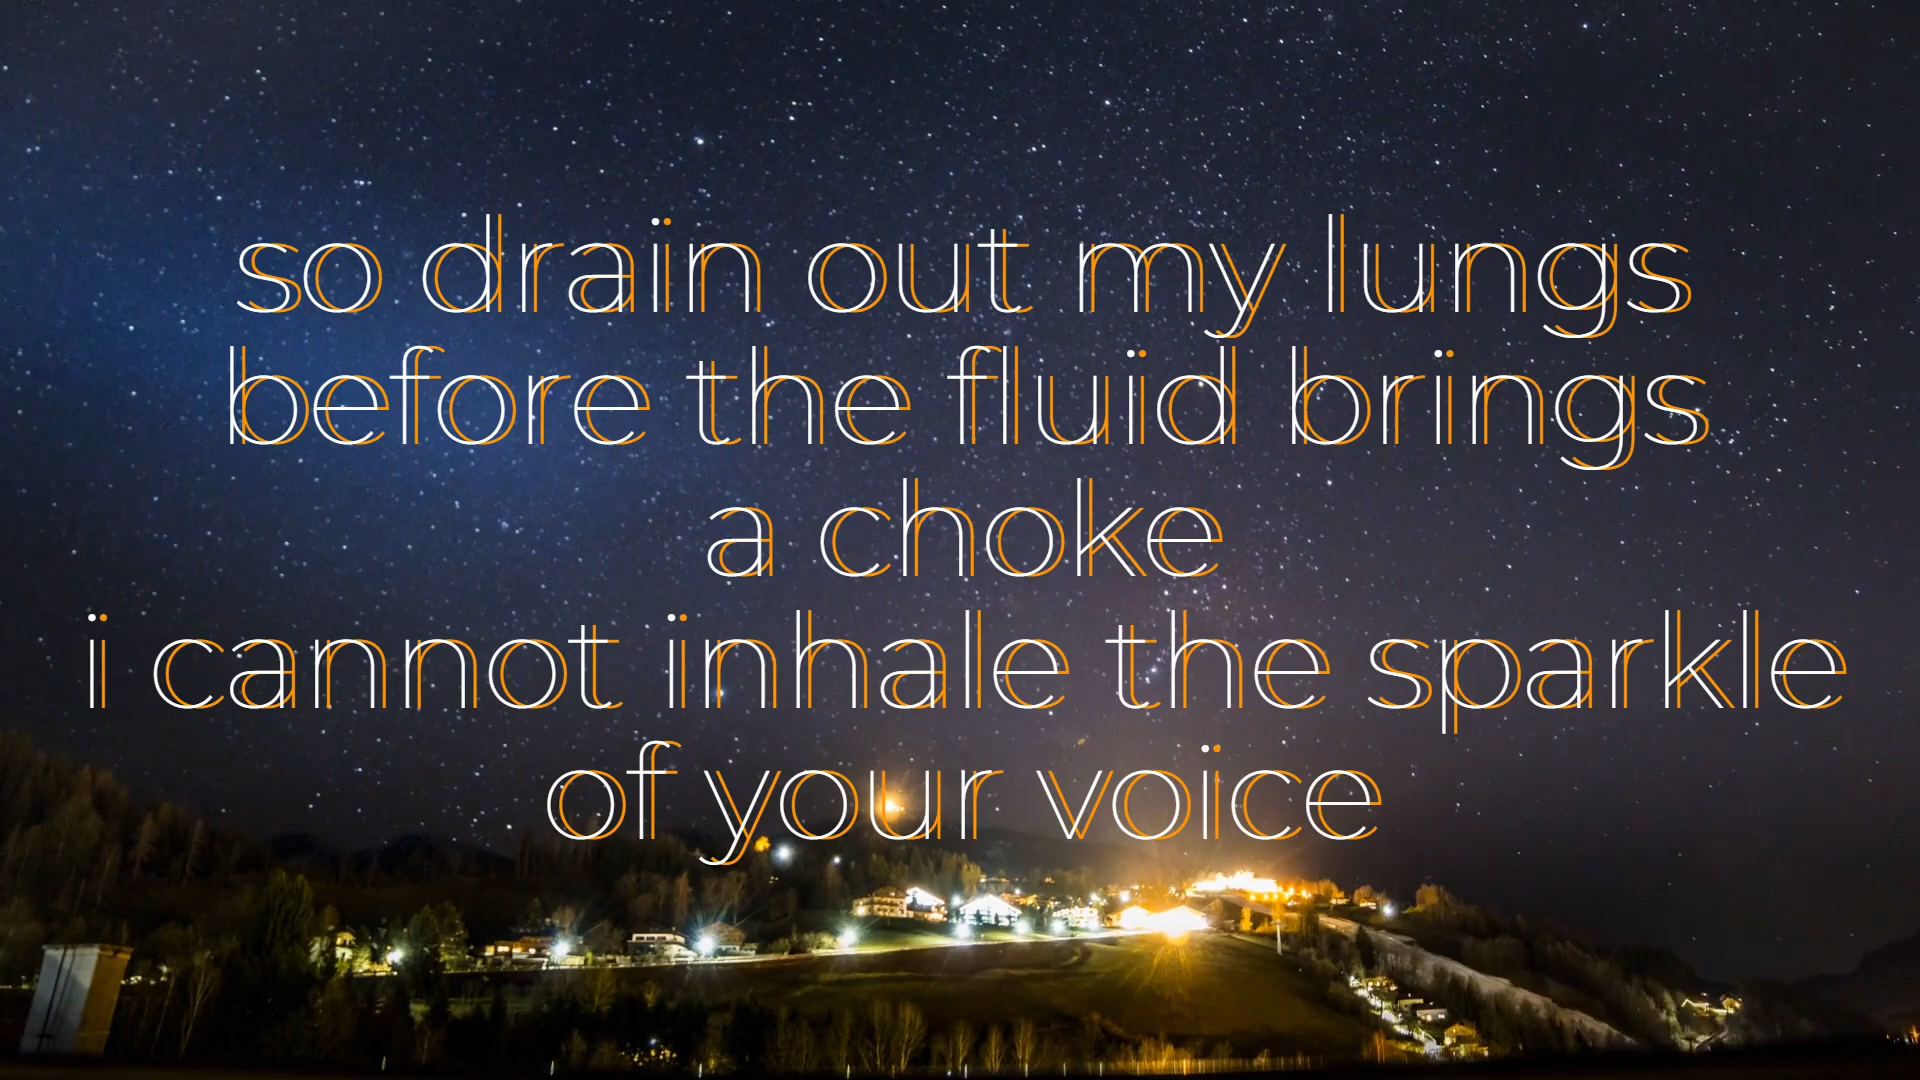 so drain out my lungs
before the fluid brings
a choke
i cannot inhale the sparkle
of your voice